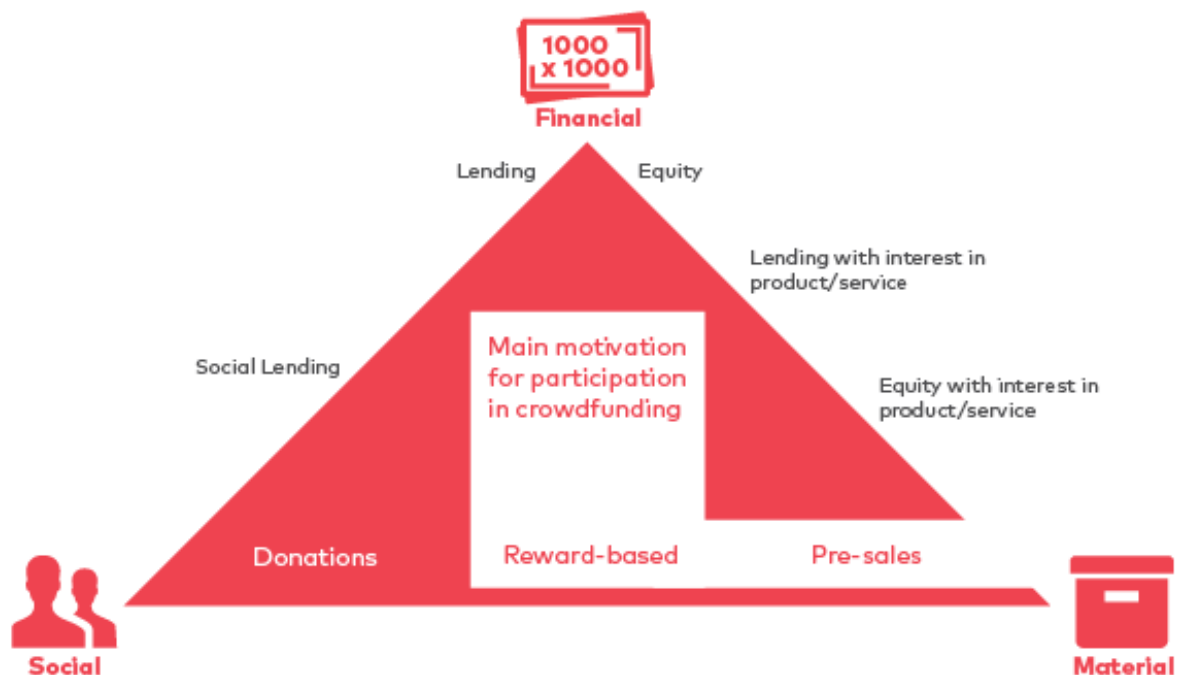 1000
x 1000
Financial
Lending
Equity
Lending with interest in
product/service
Main motivation
for participation
in crowdfunding
Social Lending
Equity with interest in
product/service
Donations
Reward-based
Pre-sales
Social
Material